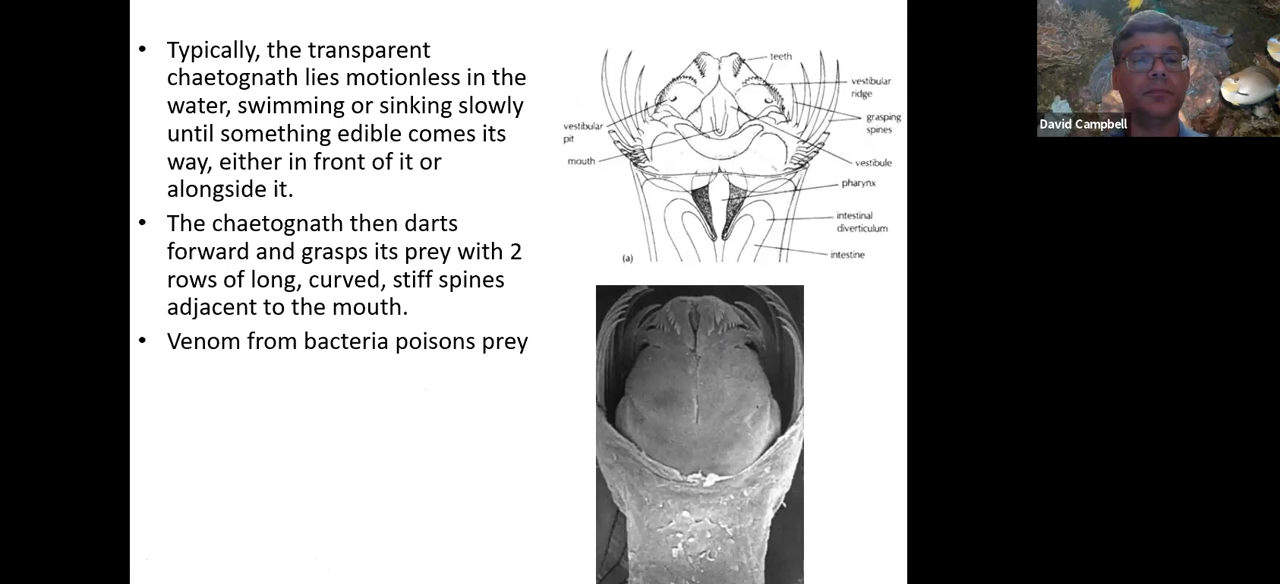 • Typically, the transparent
chaetognath lies motionless in the
water, swimming or sinking slowly
until something edible comes its
way, either in front of it or
alongside it.
• The chaetognath then darts
forward and grasps its prey with 2
rows of long, curved, stiff spines
adjacent to the mouth.
• Venom from bacteria poisons prey
teeth
vestibular
ridge
grasping
spines
vestibular
pit
mouth
vestibule
pharynx
intestinal
diverticulum
intestine
(a)
David Campbell